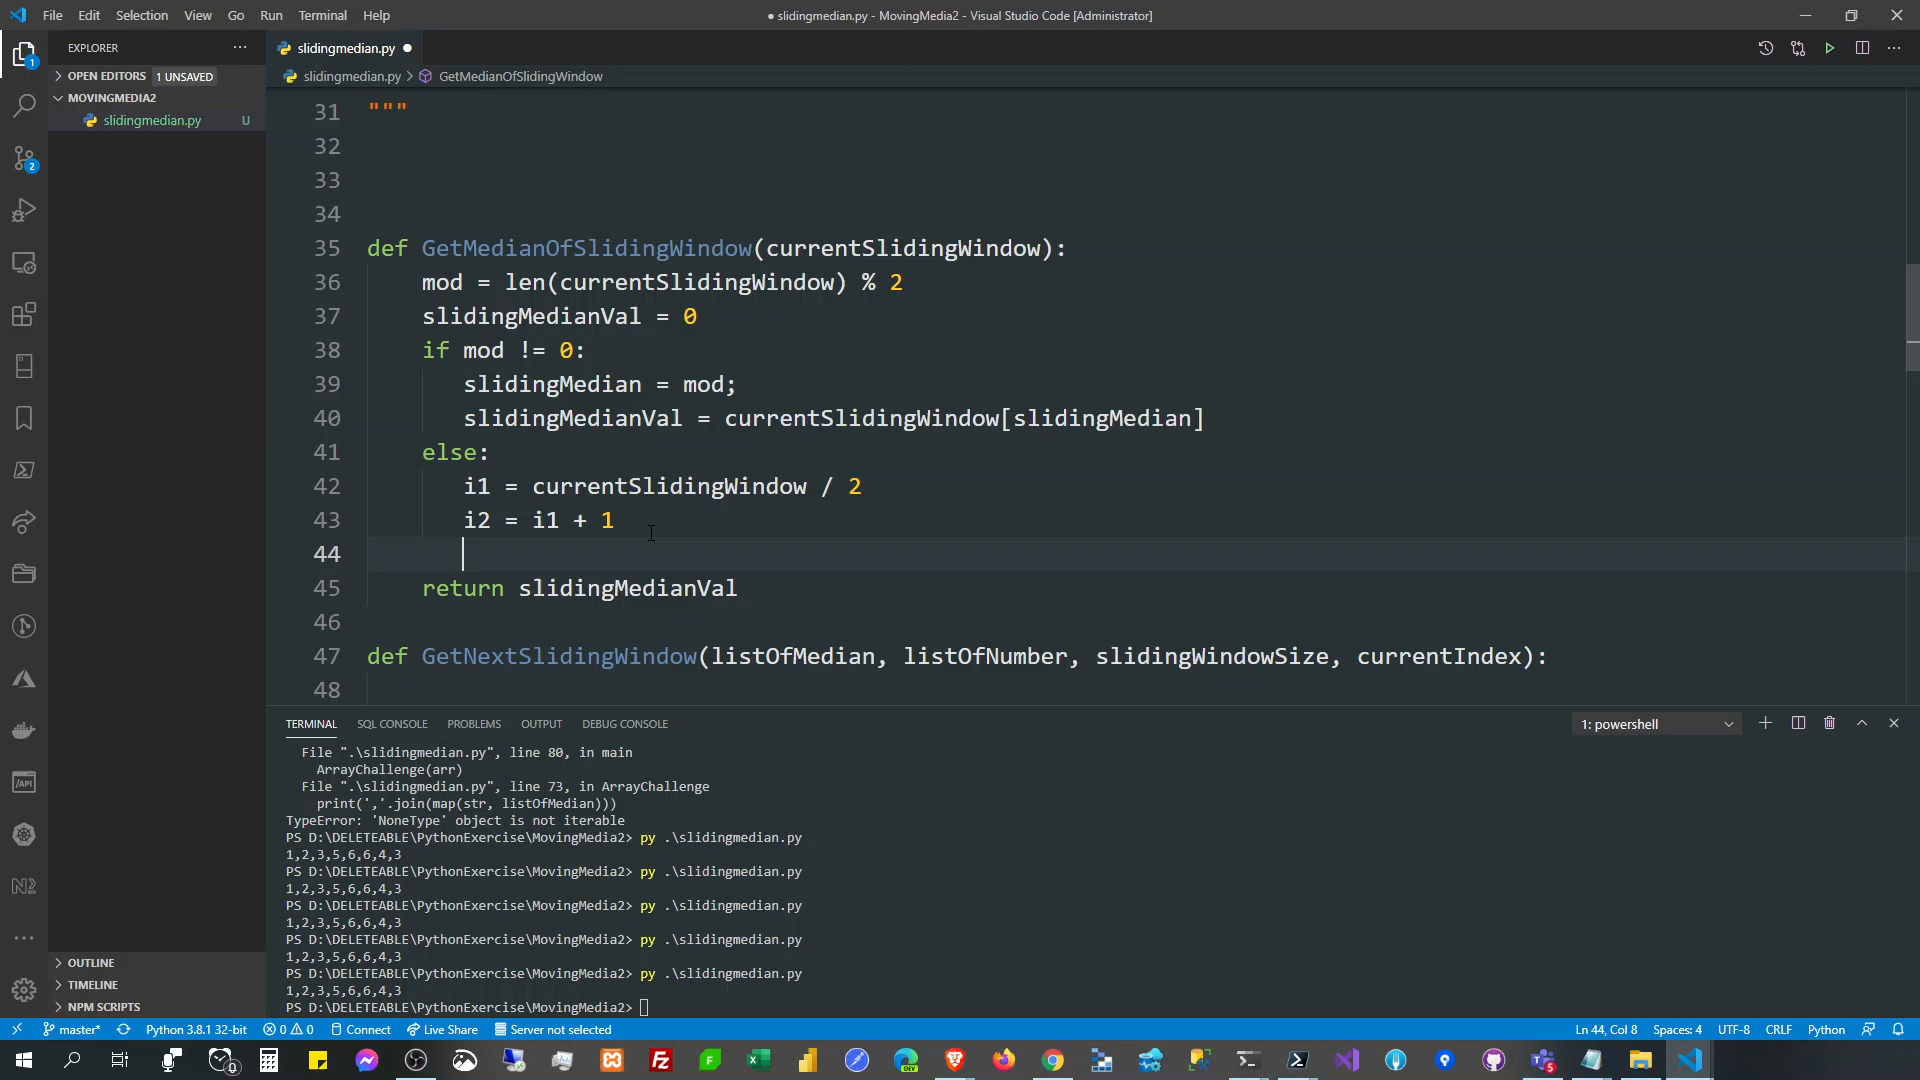 File Edit Selection View Go Run Terminal Help
● slidingmedian.py - MovingMedia2 - Visual Studio Code [Administrator]
EXPLORER
OPEN EDITORS 1 UNSAVED
MOVINGMEDIA2
slidingmedian.py U
OUTLINE
TIMELINE
NPM SCRIPTS
1
2
slidingmedian.py
slidingmedian.py > GetMedianOfSlidingWindow
31 """
32
33
34
35 def GetMedianOfSlidingWindow(currentSlidingWindow):
36 mod = len(currentSlidingWindow) % 2
37 slidingMedianVal = 0
38 if mod != 0:
39 slidingMedian = mod;
40 slidingMedianVal = currentSlidingWindow[slidingMedian]
41 else:
42 i1 = currentSlidingWindow / 2
43 i2 = i1 + 1
44
45 return slidingMedianVal
46
47 def GetNextSlidingWindow(listOfMedian, listOfNumber, slidingWindowSize, currentIndex):
48
TERMINAL SQL CONSOLE PROBLEMS OUTPUT DEBUG CONSOLE
1: powershell
File ".\slidingmedian.py", line 80, in main
ArrayChallenge(arr)
File ".\slidingmedian.py", line 73, in ArrayChallenge
print(','.join(map(str, listOfMedian)))
TypeError: 'NoneType' object is not iterable
PS D:\DELETEABLE\PythonExercise\MovingMedia2> py .\slidingmedian.py
1,2,3,5,6,6,4,3
PS D:\DELETEABLE\PythonExercise\MovingMedia2> py .\slidingmedian.py
1,2,3,5,6,6,4,3
PS D:\DELETEABLE\PythonExercise\MovingMedia2> py .\slidingmedian.py
1,2,3,5,6,6,4,3
PS D:\DELETEABLE\PythonExercise\MovingMedia2> py .\slidingmedian.py
1,2,3,5,6,6,4,3
PS D:\DELETEABLE\PythonExercise\MovingMedia2> py .\slidingmedian.py
1,2,3,5,6,6,4,3
PS D:\DELETEABLE\PythonExercise\MovingMedia2>
master* Python 3.8.1 32-bit 0 0 Connect Live Share Server not selected
Ln 44, Col 8 Spaces: 4 UTF-8 CRLF Python